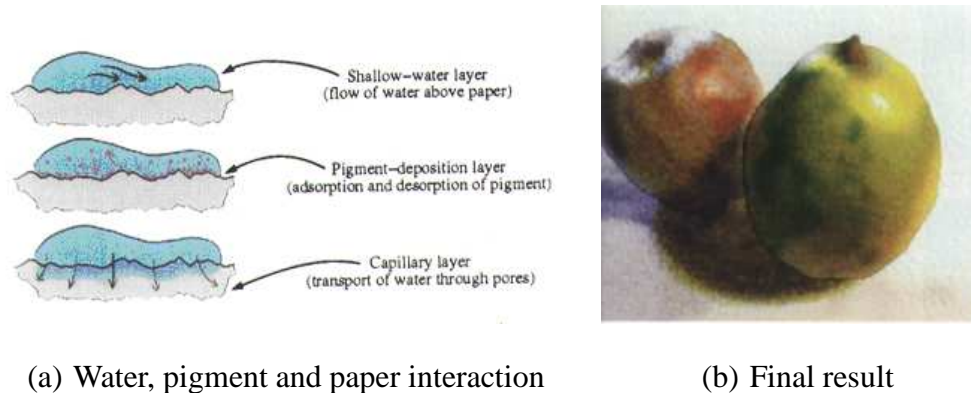 Shallow-water layer
(flow of water above paper)
Pigment-deposition layer
(adsorption and desorption of pigment)
Capillary layer
(transport of water through pores)
(a) Water, pigment and paper interaction
(b) Final result